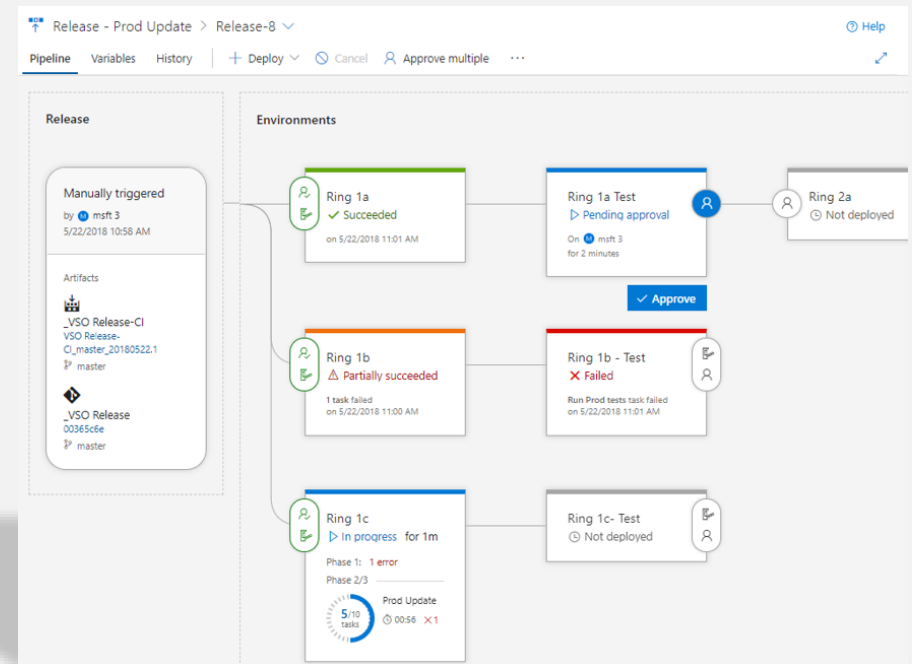 Release - Prod Update > Release-8
Help
Pipeline Variables History + Deploy Cancel Approve multiple ...
Release
Environments
Manually triggered
by M msft 3
5/22/2018 10:58 AM
Artifacts
_VSO Release-CI
VSO Release-
CI_master_20180522.1
master
_VSO Release
00365c6e
master
Ring 1a
Succeeded
on 5/22/2018 11:01 AM
Ring 1a Test
Pending approval
On M msft 3
for 2 minutes
Approve
Ring 2a
Not deployed
Ring 1b
Partially succeeded
1 task failed
on 5/22/2018 11:00 AM
Ring 1b - Test
Failed
Run Prod tests task failed
on 5/22/2018 11:01 AM
Ring 1c
In progress for 1m
Phase 1: 1 error
Phase 2/3
5/10
tasks
Prod Update
00:56 ×1
Ring 1c- Test
Not deployed